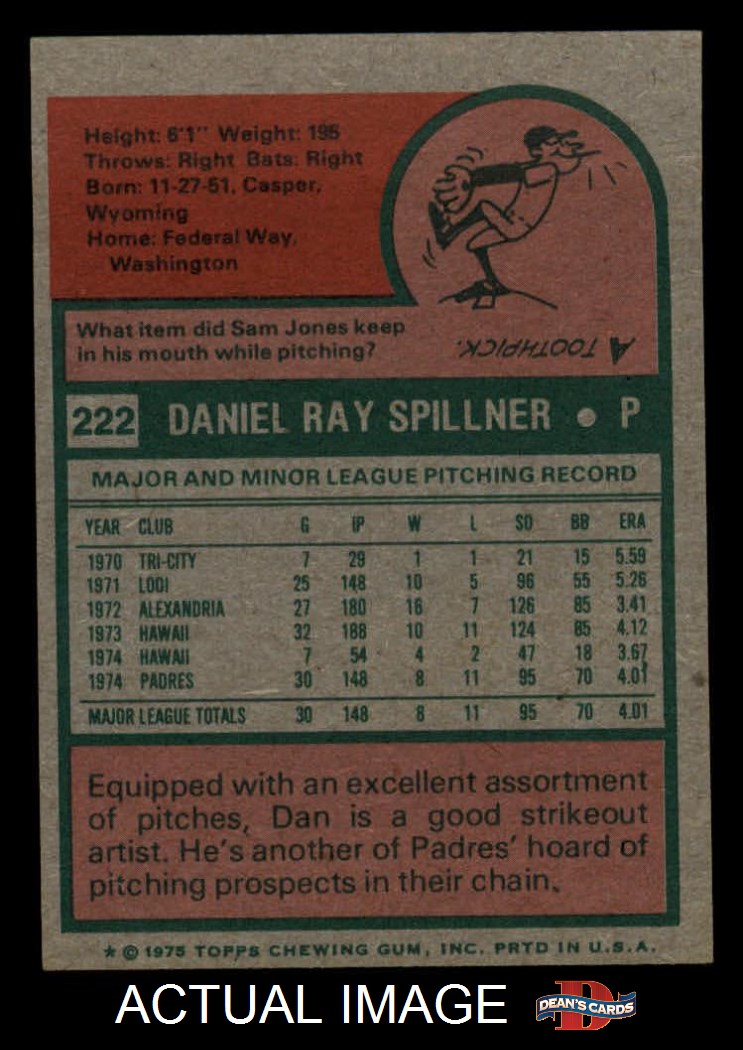 Height: 6'1" Weight: 195
Throws: Right Bats: Right
Born: 11-27-51, Casper,
Wyoming
Home: Federal Way,
Washington
What item did Sam Jones keep
in his mouth while pitching?
A TOOTHPICK.
222 DANIEL RAY SPILLNER • P
MAJOR AND MINOR LEAGUE PITCHING RECORD
YEAR CLUB G IP W L SO BB ERA
1970 TRI-CITY 7 29 1 1 21 15 5.59
1971 LODI 25 148 10 5 96 55 5.26
1972 ALEXANDRIA 27 180 16 7 126 85 3.41
1973 HAWAII 32 188 10 11 124 85 4.12
1974 HAWAII 7 54 4 2 47 18 3.67
1974 PADRES 30 148 8 11 95 70 4.01
MAJOR LEAGUE TOTALS 30 148 8 11 95 70 4.01
Equipped with an excellent assortment
of pitches, Dan is a good strikeout
artist. He's another of Padres' hoard of
pitching prospects in their chain.
* © 1975 TOPPS CHEWING GUM, INC. PRTD IN U.S.A.
ACTUAL IMAGE
D
DEAN'S CARDS